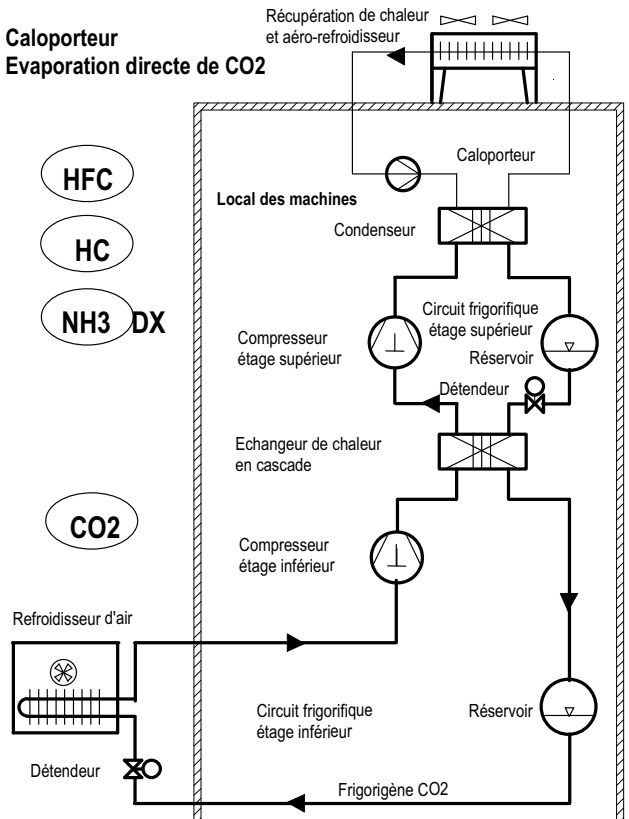 Caloporteur
Evaporation directe de CO2
Récupération de chaleur
et aéro-refroidisseur
HFC
HC
NH3 DX
CO2
Caloporteur
Local des machines
Condenseur
Circuit frigorifique
étage supérieur
Compresseur
étage supérieur
Réservoir
Détendeur
Echangeur de chaleur
en cascade
Compresseur
étage inférieur
Refroidisseur d'air
Circuit frigorifique
étage inférieur
Réservoir
Détendeur
Frigorigène CO2